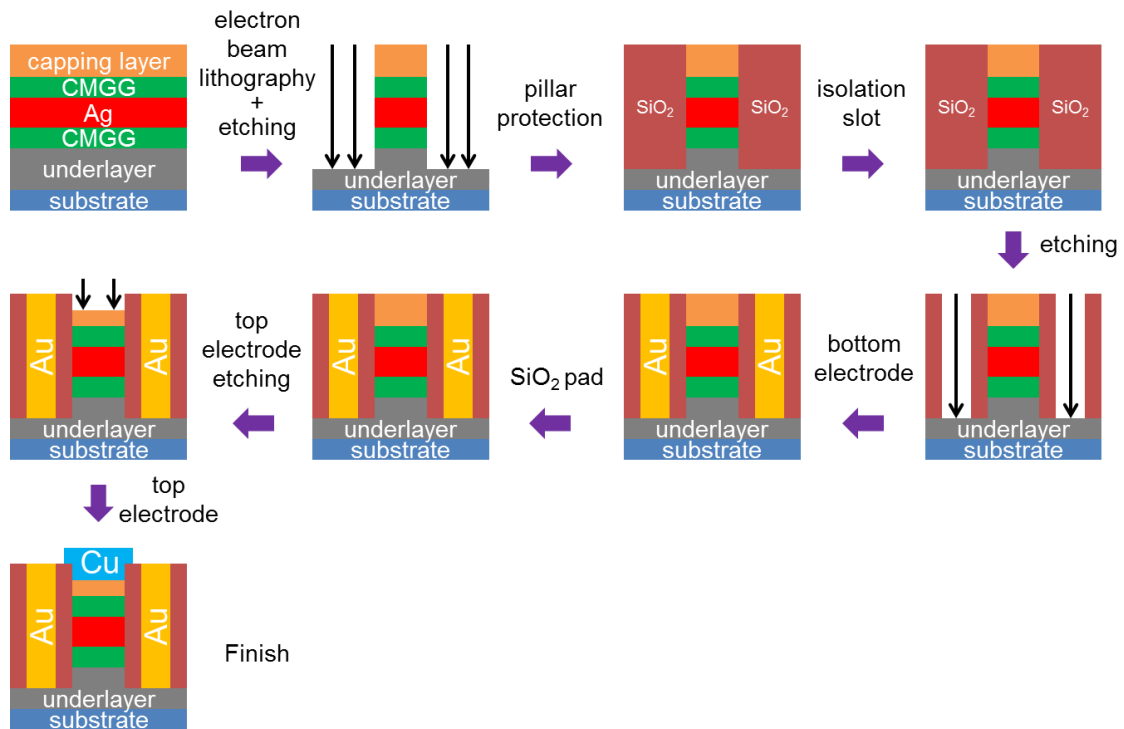 capping layer
CMGG
Ag
CMGG
underlayer
substrate
electron
beam
lithography
+
etching
underlayer
substrate
pillar
protection
SiO₂
SiO₂
underlayer
substrate
isolation
slot
SiO₂
SiO₂
underlayer
substrate
etching
underlayer
substrate
bottom
electrode
Au
Au
underlayer
substrate
SiO₂ pad
Au
Au
underlayer
substrate
top
electrode
etching
Au
Au
underlayer
substrate
top
electrode
Cu
Au
Au
underlayer
substrate
Finish